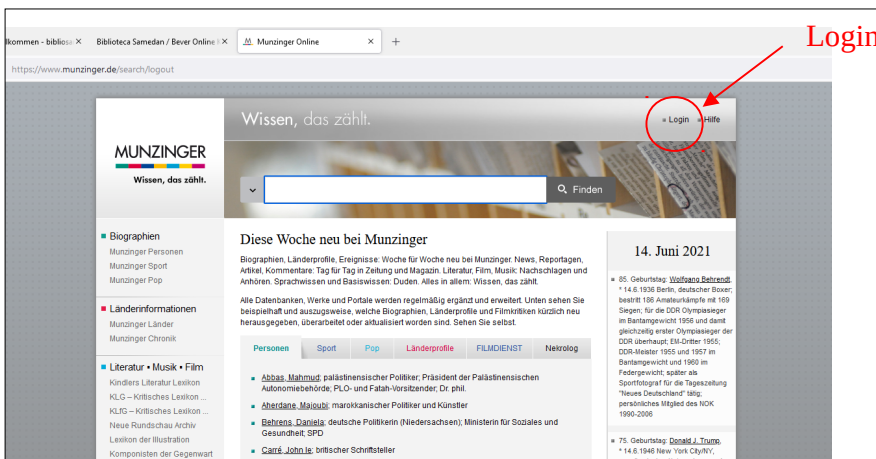 lkommen - bibliosa
Biblioteca Samedan / Bever Online
Munzinger Online
Login
https://www.munzinger.de/search/logout
Wissen, das zählt.
Login
Hilfe
MUNZINGER
Wissen, das zählt.
Finden
Biographien
Munzinger Personen
Munzinger Sport
Munzinger Pop
Länderinformationen
Munzinger Länder
Munzinger Chronik
Literatur • Musik • Film
Kindlers Literatur Lexikon
KLG – Kritisches Lexikon ...
KLfG – Kritisches Lexikon ...
Neue Rundschau Archiv
Lexikon der Illustration
Komponisten der Gegenwart
Diese Woche neu bei Munzinger
Biographien, Länderprofile, Ereignisse: Woche für Woche neu bei Munzinger. News, Reportagen,
Artikel, Kommentare: Tag für Tag in Zeitung und Magazin. Literatur, Film, Musik: Nachschlagen und
Anhören. Sprachwissen und Basiswissen: Duden. Alles in allem: Wissen, das zählt.
Alle Datenbanken, Werke und Portale werden regelmäßig ergänzt und erweitert. Unten sehen Sie
beispielhaft und auszugsweise, welche Biographien, Länderprofile und Filmkritiken kürzlich neu
herausgegeben, überarbeitet oder aktualisiert worden sind. Sehen Sie selbst.
Personen
Sport
Pop
Länderprofile
FILMDIENST
Nekrolog
Abbas, Mahmud; palästinensischer Politiker; Präsident der Palästinensischen
Autonomiebehörde; PLO- und Fatah-Vorsitzender; Dr. phil.
Aherdane, Majoubi; marokkanischer Politiker und Künstler
Behrens, Daniela; deutsche Politikerin (Niedersachsen); Ministerin für Soziales und
Gesundheit; SPD
Carré, John le; britischer Schriftsteller
14. Juni 2021
85. Geburtstag: Wolfgang Behrendt,
* 14.6.1936 Berlin, deutscher Boxer;
bestritt 186 Amateurkämpfe mit 169
Siegen; für die DDR Olympiasieger
im Bantamgewicht 1956 und damit
gleichzeitig erster Olympiasieger der
DDR überhaupt; EM-Dritter 1955;
DDR-Meister 1955 und 1957 im
Bantamgewicht und 1960 im
Federgewicht; später als
Sportfotograf für die Tageszeitung
"Neues Deutschland" tätig;
persönliches Mitglied des NOK
1990-2006
75. Geburtstag: Donald J. Trump,
* 14.6.1946 New York City/NY,